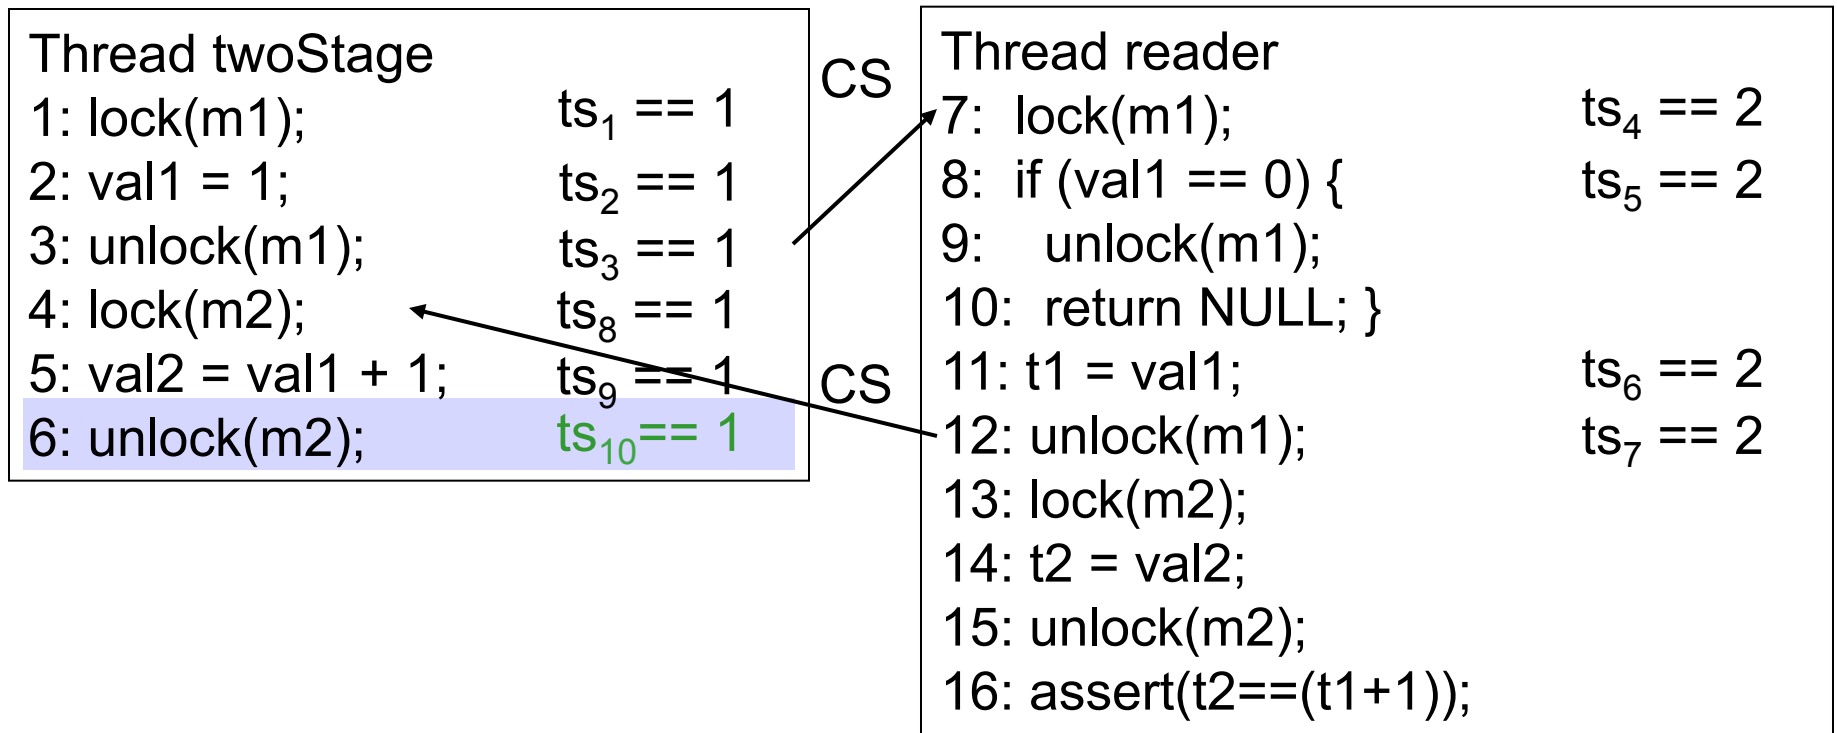 Thread twoStage
1: lock(m1); ts1 == 1
2: val1 = 1; ts2 == 1
3: unlock(m1); ts3 == 1
4: lock(m2); ts8 == 1
5: val2 = val1 + 1; ts9 == 1
6: unlock(m2); ts10== 1
CS
CS
Thread reader
7: lock(m1); ts4 == 2
8: if (val1 == 0) { ts5 == 2
9: unlock(m1);
10: return NULL; }
11: t1 = val1; ts6 == 2
12: unlock(m1); ts7 == 2
13: lock(m2);
14: t2 = val2;
15: unlock(m2);
16: assert(t2==(t1+1));